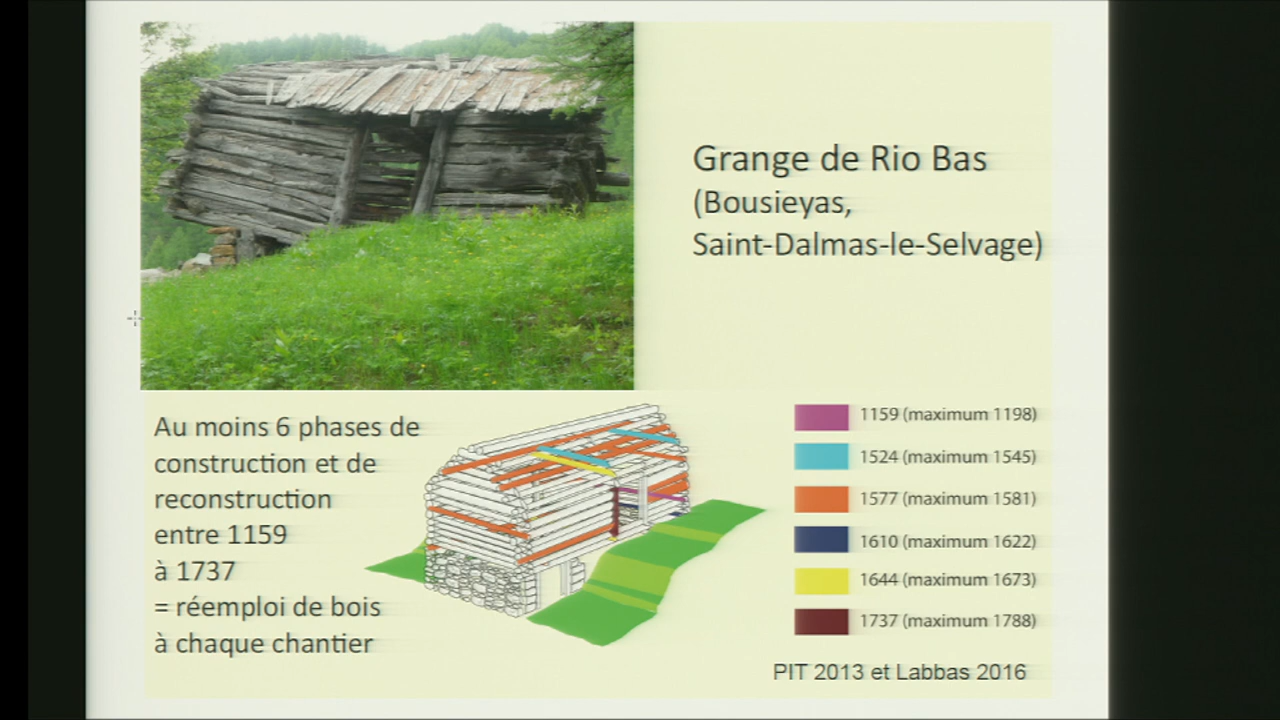 Grange de Rio Bas
(Bousieyas,
Saint-Dalmas-le-Selvage)
Au moins 6 phases de
construction et de
reconstruction
entre 1159
à 1737
= réemploi de bois
à chaque chantier
1159 (maximum 1198)
1524 (maximum 1545)
1577 (maximum 1581)
1610 (maximum 1622)
1644 (maximum 1673)
1737 (maximum 1788)
PIT 2013 et Labbas 2016